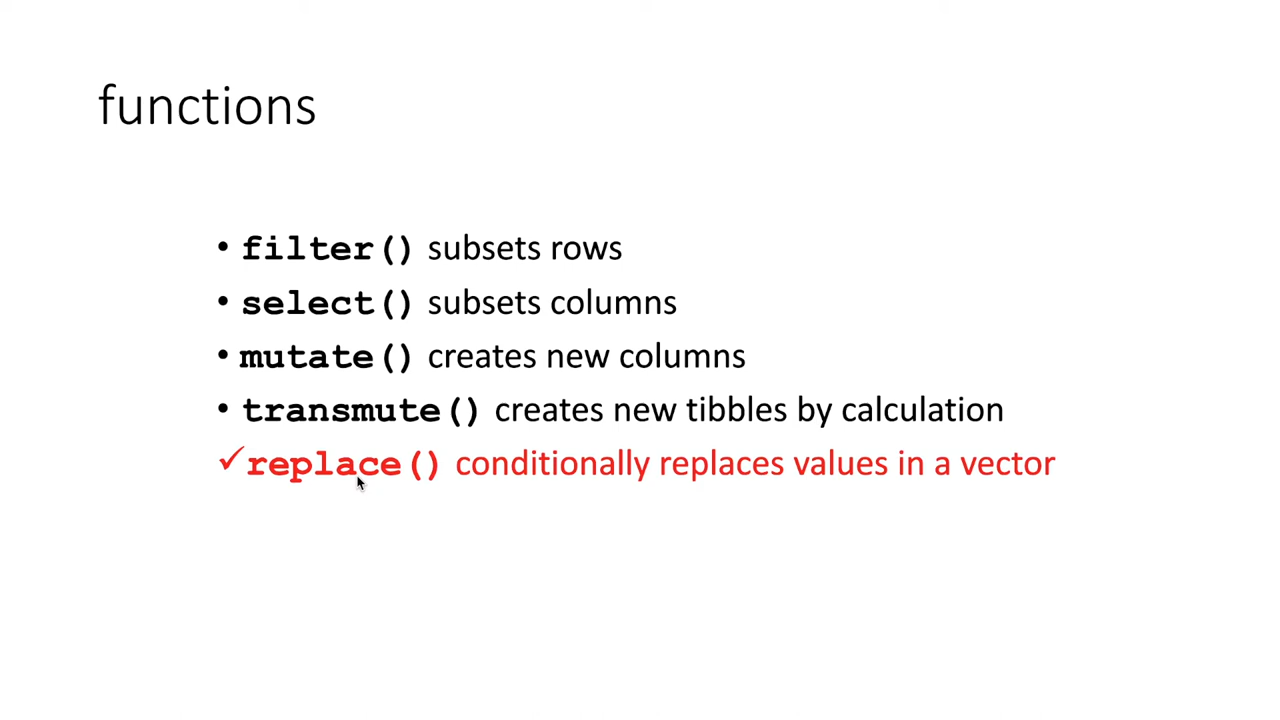 functions
• filter() subsets rows
• select() subsets columns
• mutate() creates new columns
• transmute() creates new tibbles by calculation
✓replace() conditionally replaces values in a vector